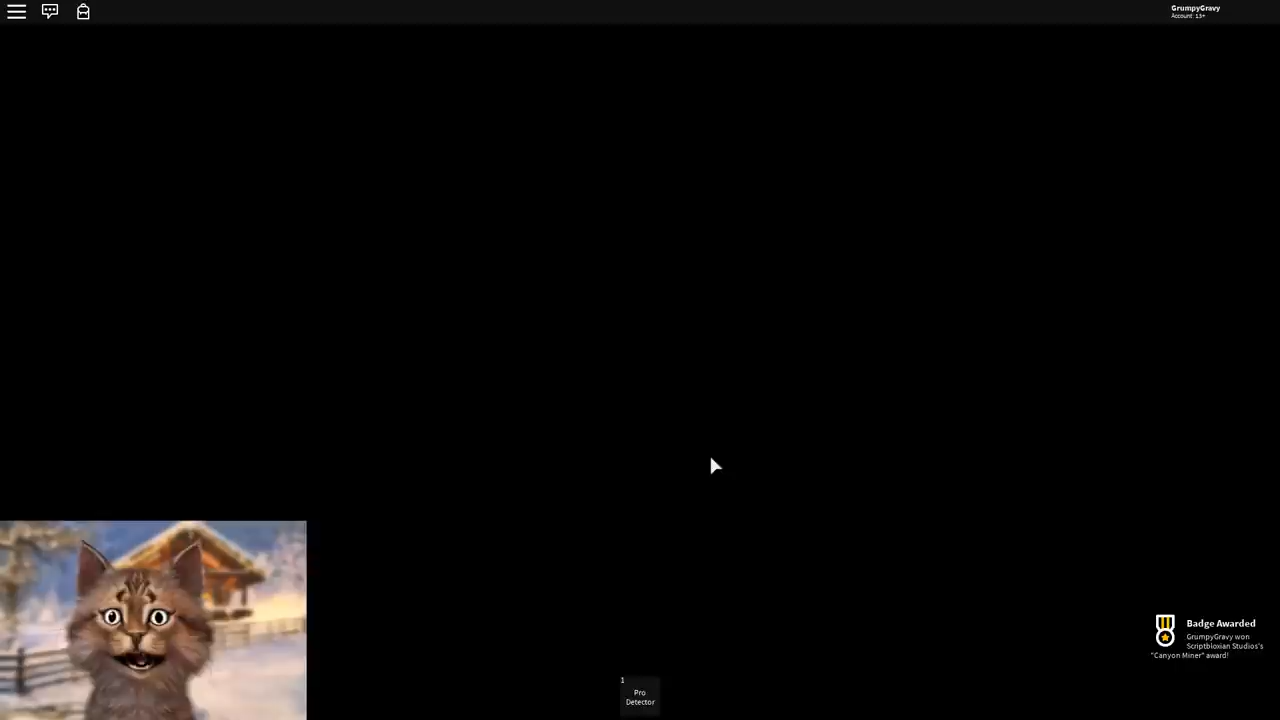 GrumpyGravy
Account: 13+
Badge Awarded
GrumpyGravy won
Scriptbloxian Studios's
"Canyon Miner" award!
1
Pro
Detector